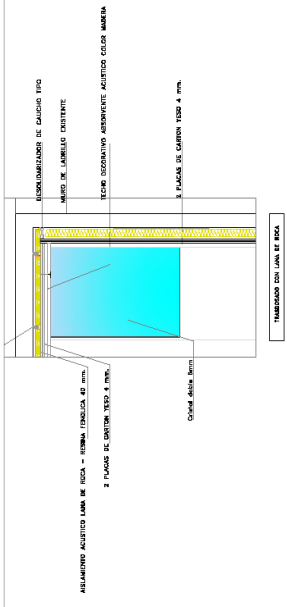 DESOLIDARIZADOR DE CAUCHO TIPO
MURO DE LADRILLO EXISTENTE
TECHO DECORATIVO ABSORVENTE ACUSTICO COLOR MADERA
2 PLACAS DE CARTON YESO 4 mm.
TRASDOSADO CON LANA DE ROCA
AISLAMIENTO ACUSTICO LANA DE ROCA - RESINA FENOLICA 40 mm.
2 PLACAS DE CARTON YESO 4 mm.
Cristal doble 6mm